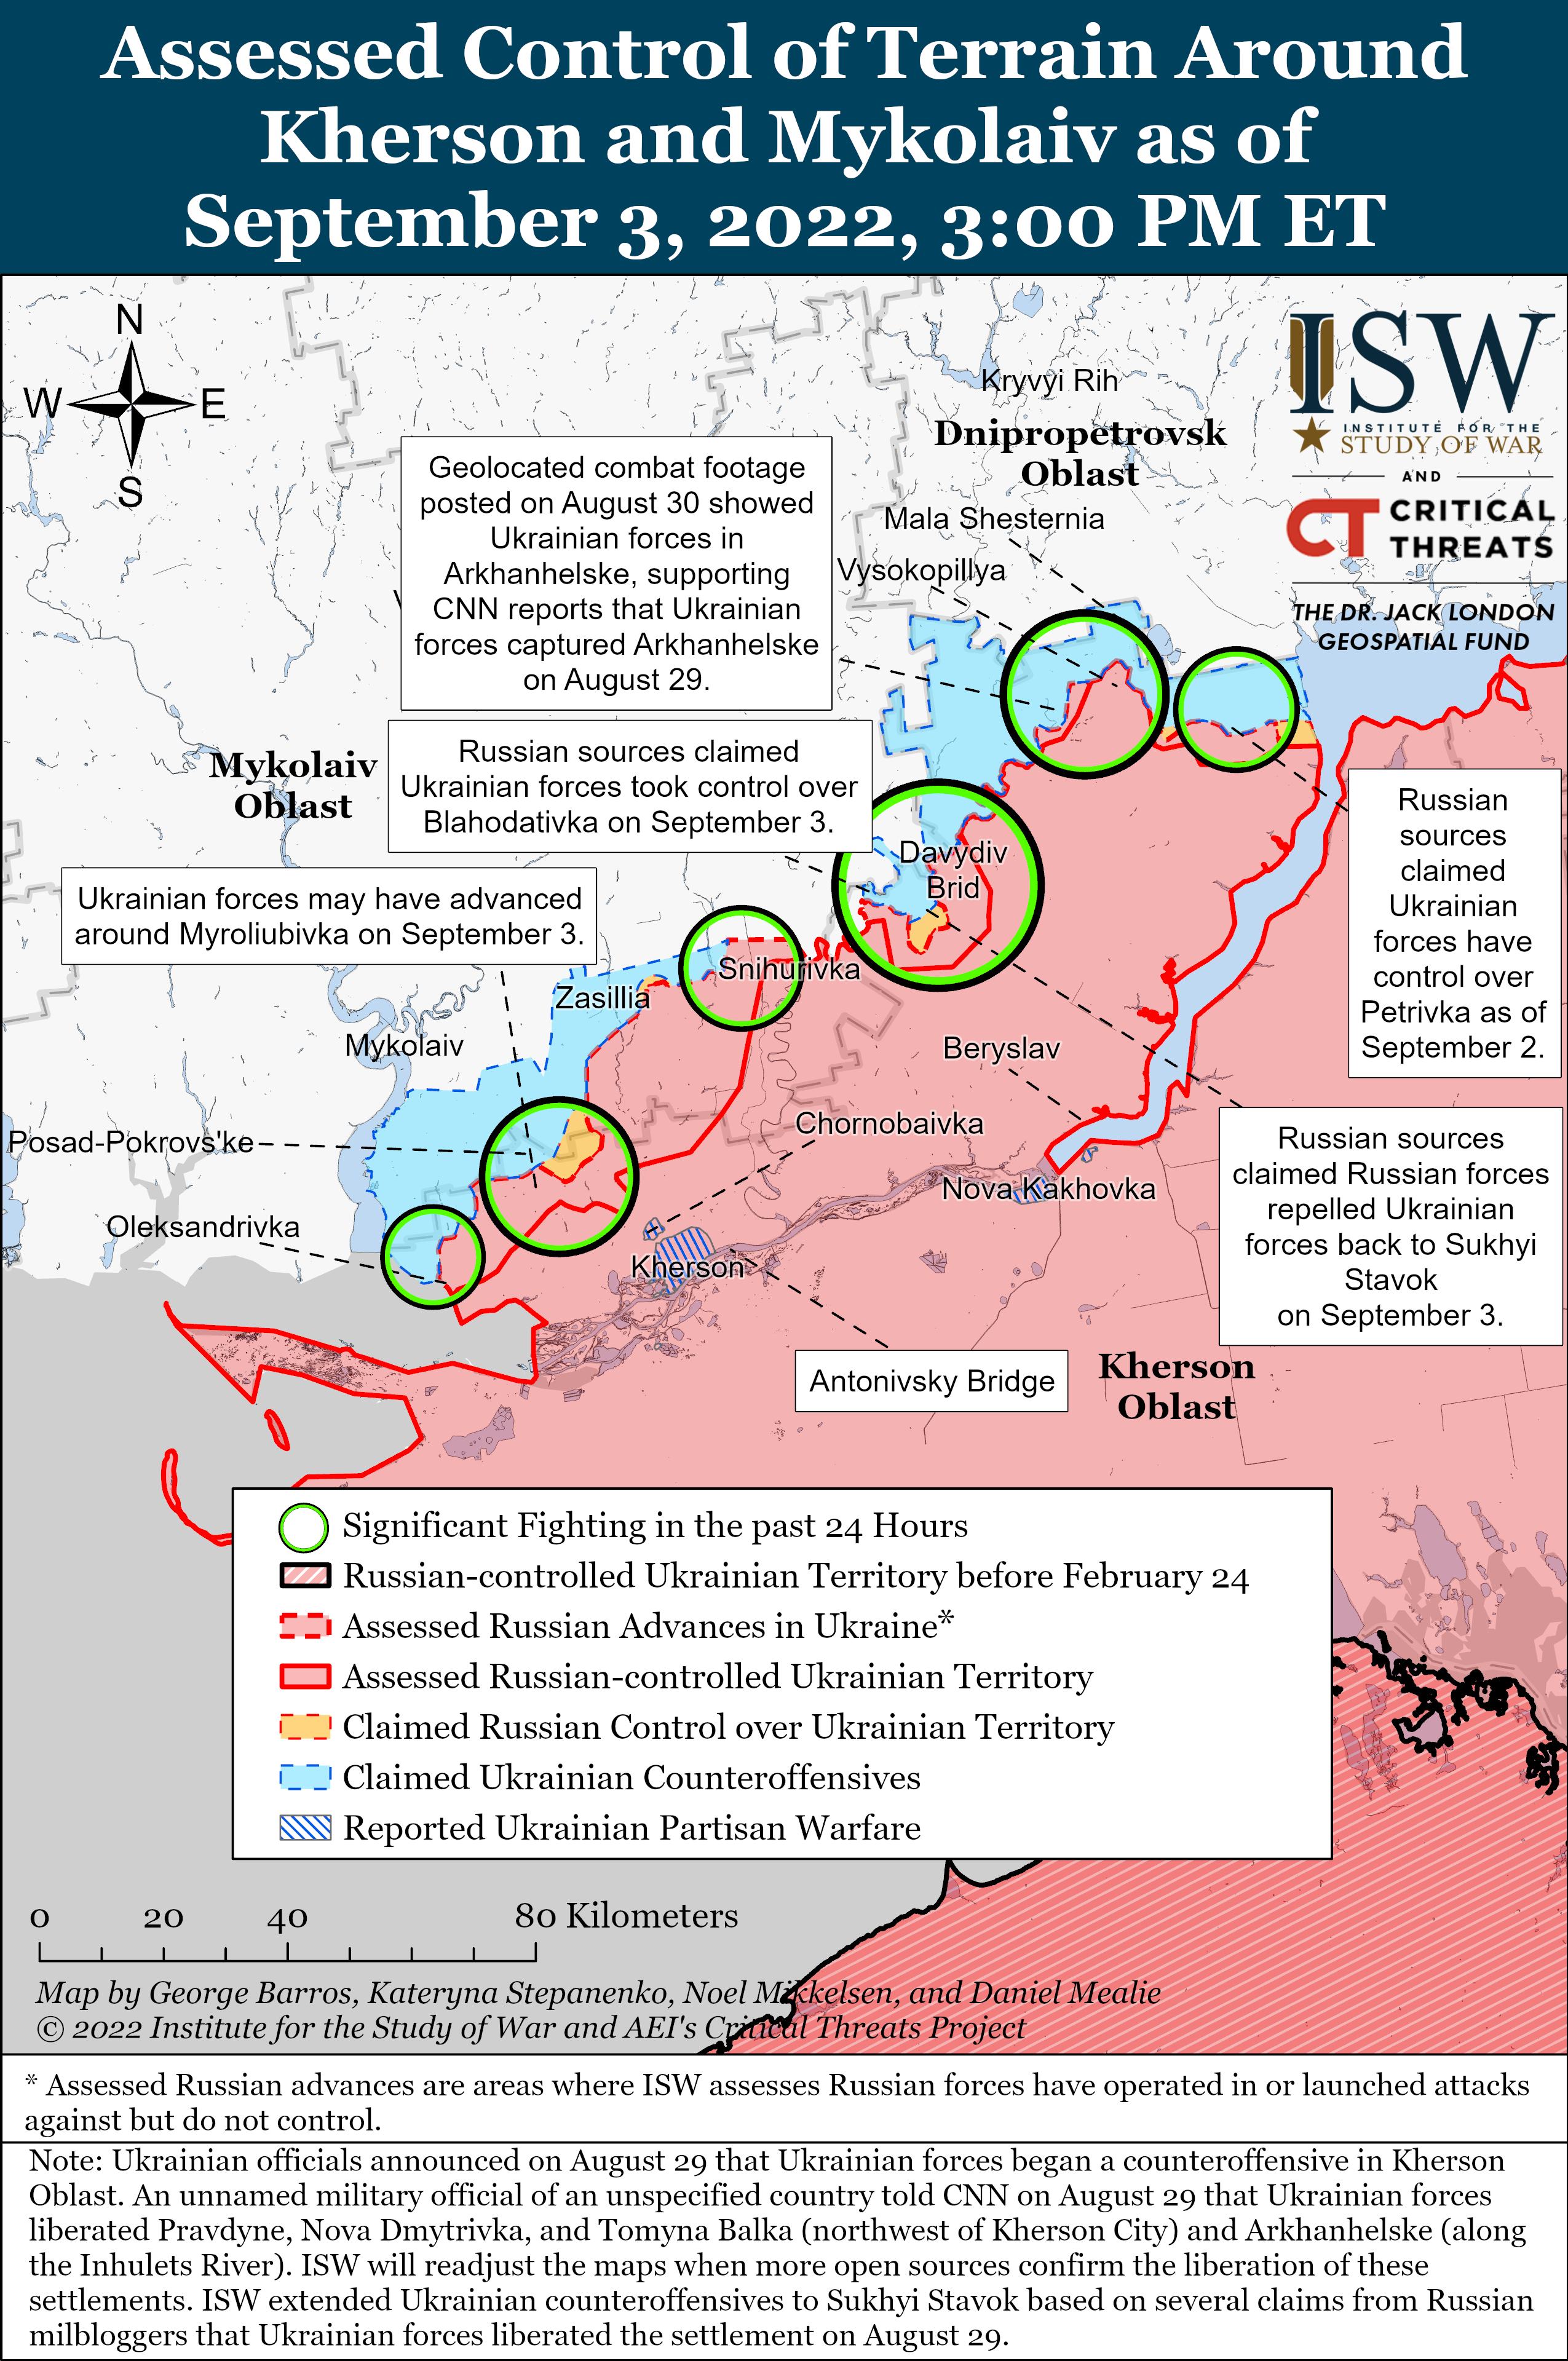 Assessed Control of Terrain Around
Kherson and Mykolaiv as of
September 3, 2022, 3:00 PM ET
N
W
E
S
ISW
INSTITUTE FOR THE
STUDY OF WAR
AND
CT CRITICAL
THREATS
THE DR. JACK LONDON
GEOSPATIAL FUND
Kryvyi Rih
Dnipropetrovsk
Oblast
Mala Shesternia
Vysokopillya
Geolocated combat footage
posted on August 30 showed
Ukrainian forces in
Arkhanhelske, supporting
CNN reports that Ukrainian
forces captured Arkhanhelske
on August 29.
Russian sources claimed
Ukrainian forces took control over
Blahodativka on September 3.
Mykolaiv
Oblast
Ukrainian forces may have advanced
around Myroliubivka on September 3.
Davydiv
Brid
Russian
sources
claimed
Ukrainian
forces have
control over
Petrivka as of
September 2.
Snihurivka
Zasillia
Mykolaiv
Beryslav
Chornobaivka
Posad-Pokrovs'ke
Nova Kakhovka
Oleksandrivka
Kherson
Russian sources
claimed Russian forces
repelled Ukrainian
forces back to Sukhyi
Stavok
on September 3.
Antonivsky Bridge
Kherson
Oblast
Significant Fighting in the past 24 Hours
Russian-controlled Ukrainian Territory before February 24
Assessed Russian Advances in Ukraine*
Assessed Russian-controlled Ukrainian Territory
Claimed Russian Control over Ukrainian Territory
Claimed Ukrainian Counteroffensives
Reported Ukrainian Partisan Warfare
0 20 40 80 Kilometers
Map by George Barros, Kateryna Stepanenko, Noel Mikkelsen, and Daniel Mealie
© 2022 Institute for the Study of War and AEI's Critical Threats Project
* Assessed Russian advances are areas where ISW assesses Russian forces have operated in or launched attacks
against but do not control.
Note: Ukrainian officials announced on August 29 that Ukrainian forces began a counteroffensive in Kherson
Oblast. An unnamed military official of an unspecified country told CNN on August 29 that Ukrainian forces
liberated Pravdyne, Nova Dmytrivka, and Tomyna Balka (northwest of Kherson City) and Arkhanhelske (along
the Inhulets River). ISW will readjust the maps when more open sources confirm the liberation of these
settlements. ISW extended Ukrainian counteroffensives to Sukhyi Stavok based on several claims from Russian
milbloggers that Ukrainian forces liberated the settlement on August 29.